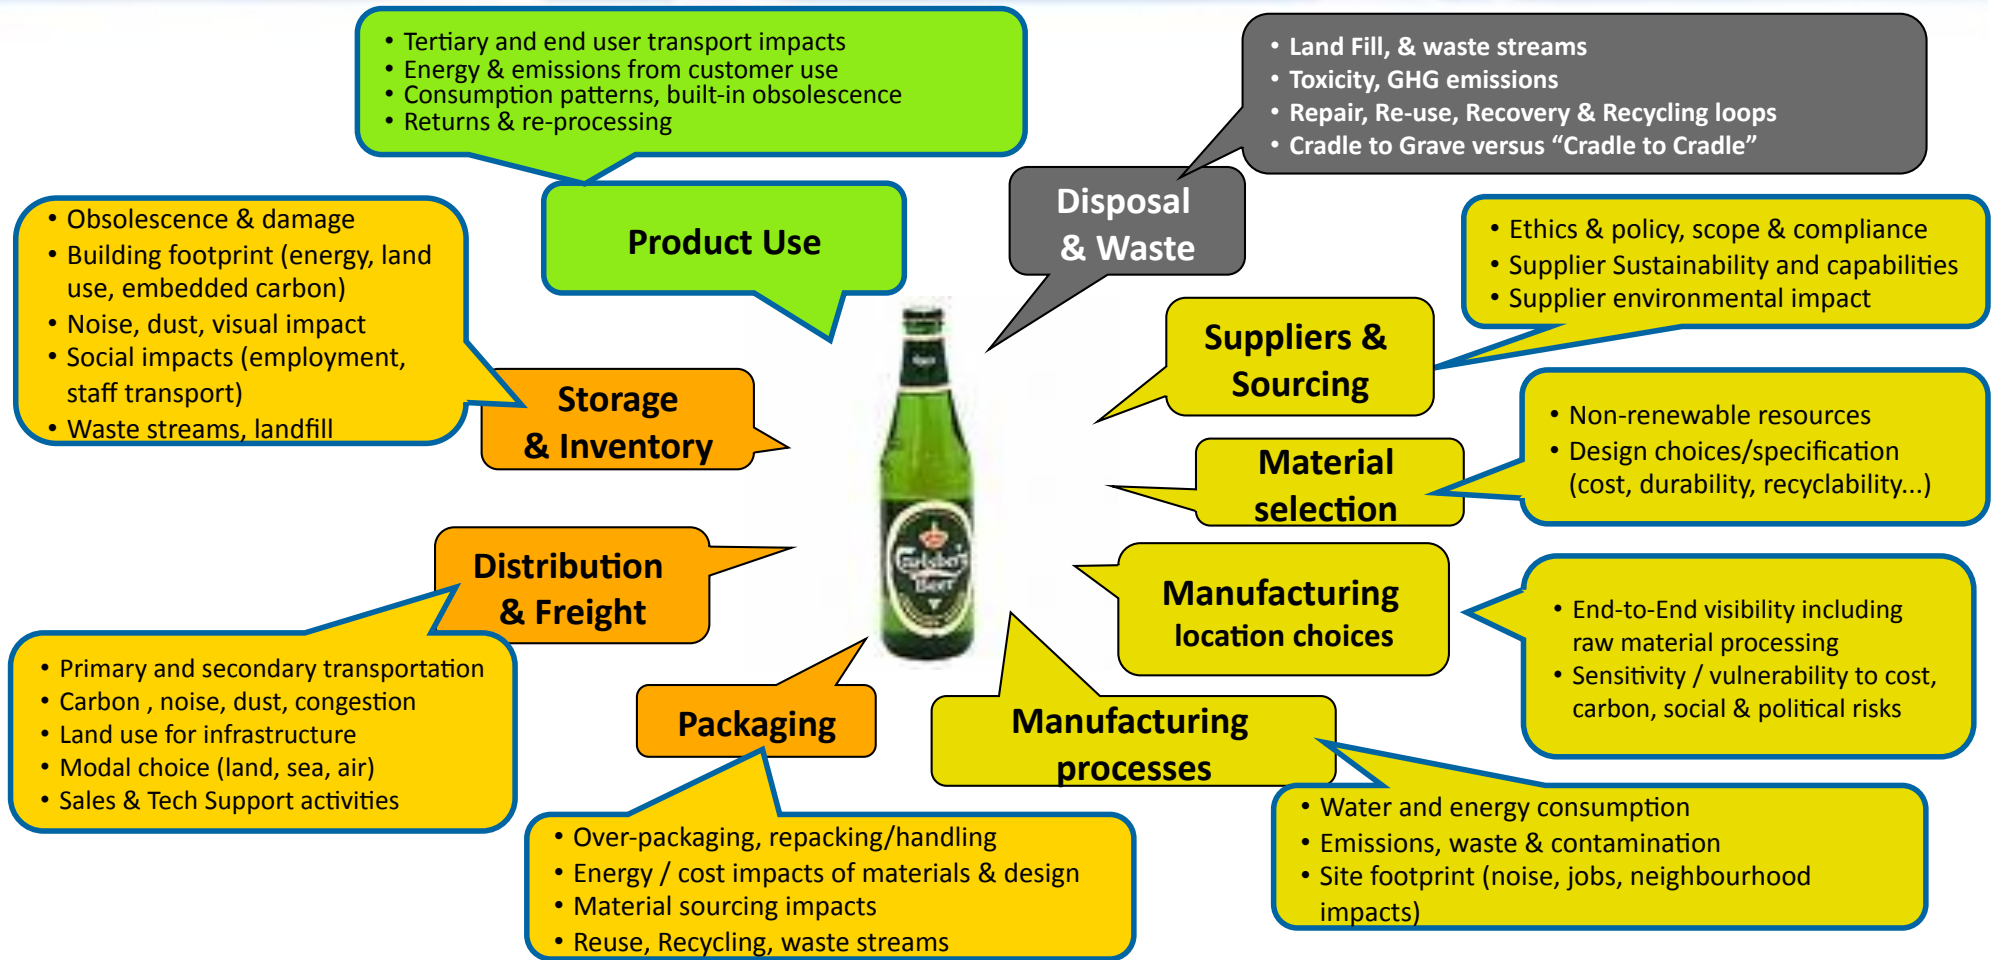 • Tertiary and end user transport impacts
• Energy & emissions from customer use
• Consumption patterns, built-in obsolescence
• Returns & re-processing
Product Use
• Land Fill, & waste streams
• Toxicity, GHG emissions
• Repair, Re-use, Recovery & Recycling loops
• Cradle to Grave versus “Cradle to Cradle”
Disposal
& Waste
• Ethics & policy, scope & compliance
• Supplier Sustainability and capabilities
• Supplier environmental impact
Suppliers &
Sourcing
• Non-renewable resources
• Design choices/specification
(cost, durability, recyclability...)
Material
selection
• End-to-End visibility including
raw material processing
• Sensitivity / vulnerability to cost,
carbon, social & political risks
Manufacturing
location choices
Manufacturing
processes
• Water and energy consumption
• Emissions, waste & contamination
• Site footprint (noise, jobs, neighbourhood
impacts)
Packaging
• Over-packaging, repacking/handling
• Energy / cost impacts of materials & design
• Material sourcing impacts
• Reuse, Recycling, waste streams
Distribution
& Freight
• Primary and secondary transportation
• Carbon , noise, dust, congestion
• Land use for infrastructure
• Modal choice (land, sea, air)
• Sales & Tech Support activities
Storage
& Inventory
• Obsolescence & damage
• Building footprint (energy, land
use, embedded carbon)
• Noise, dust, visual impact
• Social impacts (employment,
staff transport)
• Waste streams, landfill
Carlsberg
Beer